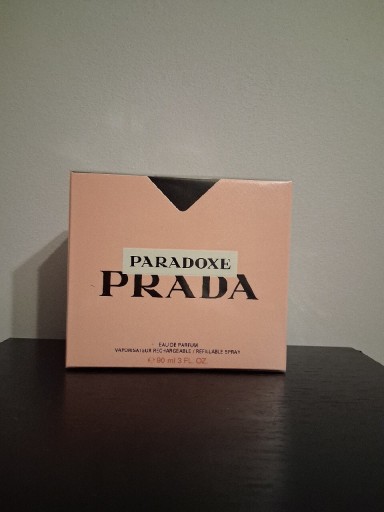 PARADOXE
PRADA
EAU DE PARFUM
VAPORISATEUR RECHARGEABLE / REFILLABLE SPRAY
℮ 90 ml 3 FL. OZ.